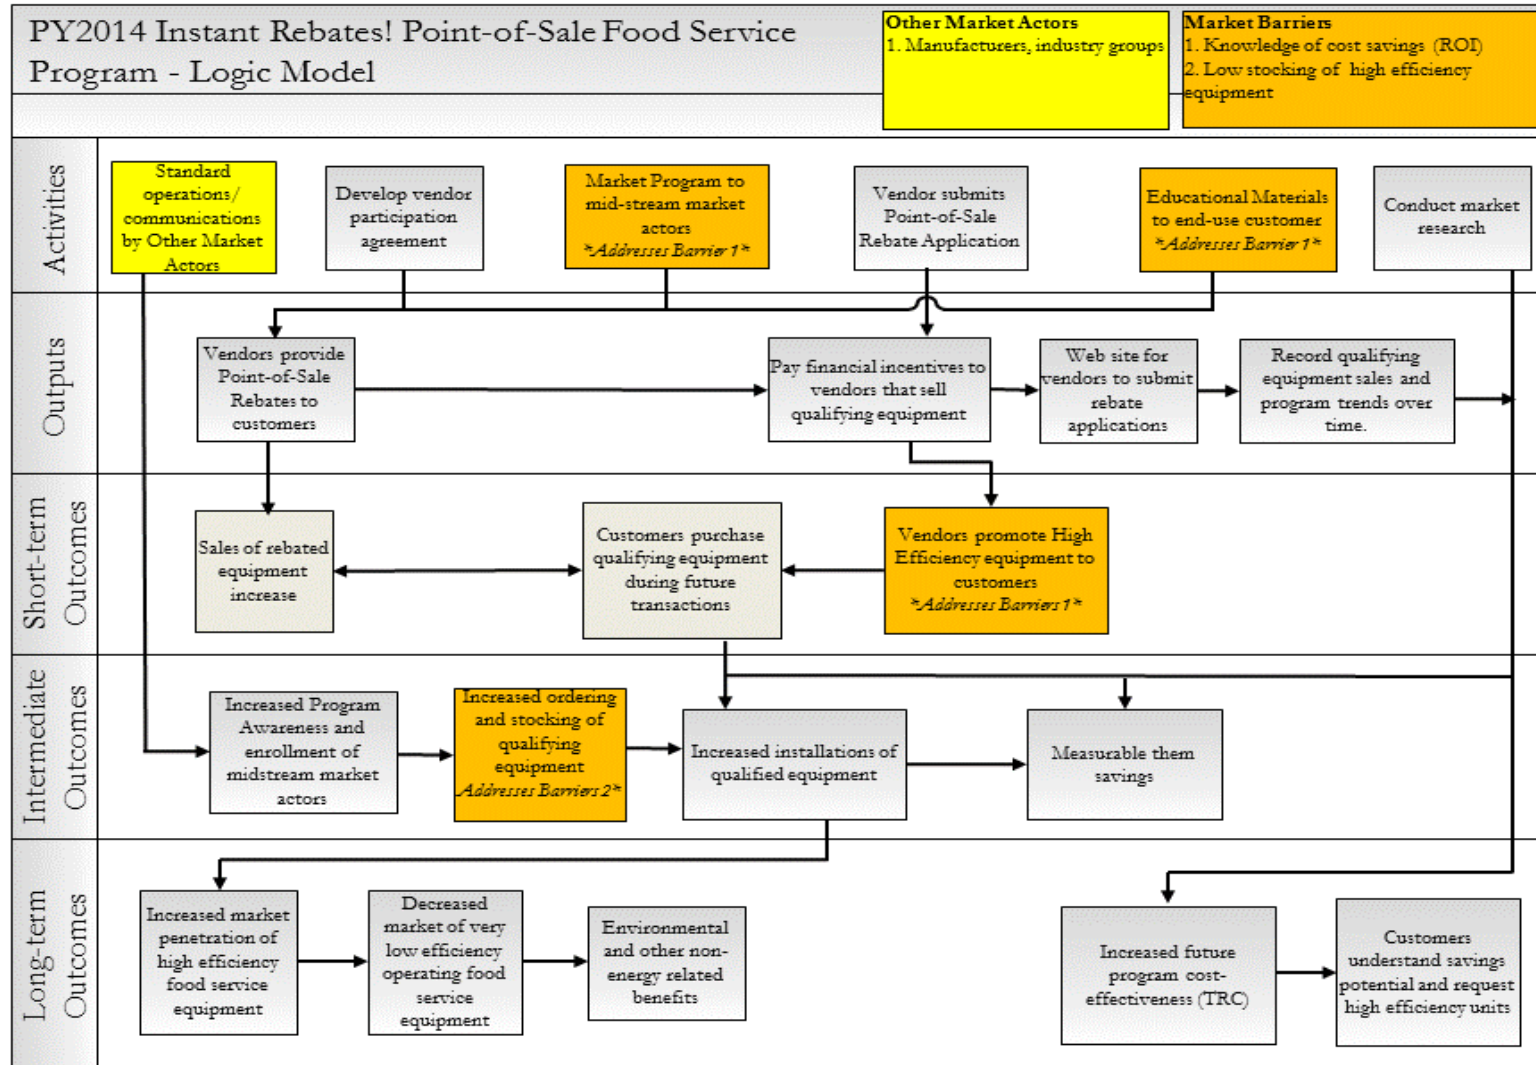 PY2014 Instant Rebates! Point-of-Sale Food Service
Program - Logic Model
Other Market Actors
1. Manufacturers, industry groups
Market Barriers
1. Knowledge of cost savings (ROI)
2. Low stocking of high efficiency
equipment
Activities
Standard
operations/
communications
by Other Market
Actors
Develop vendor
participation
agreement
Market Program to
mid-stream market
actors
*Addresses Barrier 1*
Vendor submits
Point-of-Sale
Rebate Application
Educational Materials
to end-use customer
*Addresses Barrier 1*
Conduct market
research
Outputs
Vendors provide
Point-of-Sale
Rebates to
customers
Pay financial incentives to
vendors that sell
qualifying equipment
Web site for
vendors to submit
rebate
applications
Record qualifying
equipment sales and
program trends over
time.
Short-term
Outcomes
Sales of rebated
equipment
increase
Customers purchase
qualifying equipment
during future
transactions
Vendors promote High
Efficiency equipment to
customers
*Addresses Barriers 1*
Intermediate
Outcomes
Increased Program
Awareness and
enrollment of
midstream market
actors
Increased ordering
and stocking of
qualifying
equipment
Addresses Barriers 2*
Increased installations of
qualified equipment
Measurable them
savings
Long-term
Outcomes
Increased market
penetration of
high efficiency
food service
equipment
Decreased
market of very
low efficiency
operating food
service
equipment
Environmental
and other non-
energy related
benefits
Increased future
program cost-
effectiveness (TRC)
Customers
understand savings
potential and request
high efficiency units